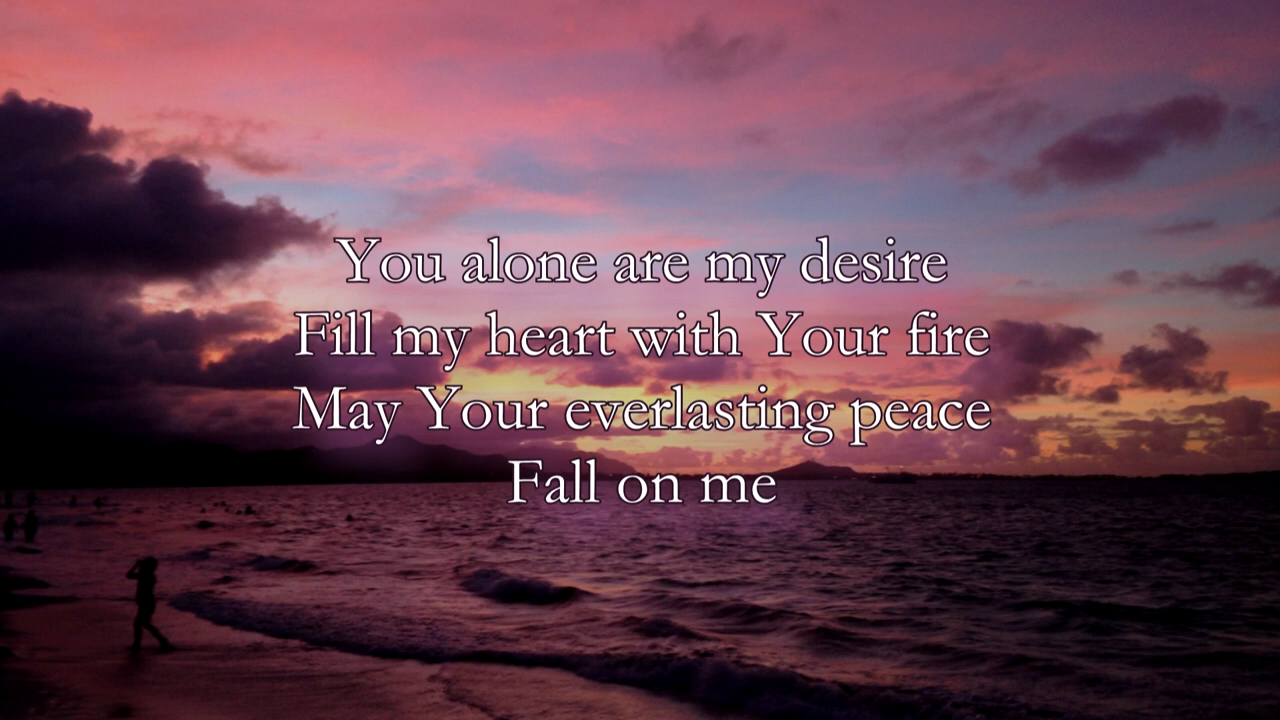 You alone are my desire
Fill my heart with Your fire
May Your everlasting peace
Fall on me